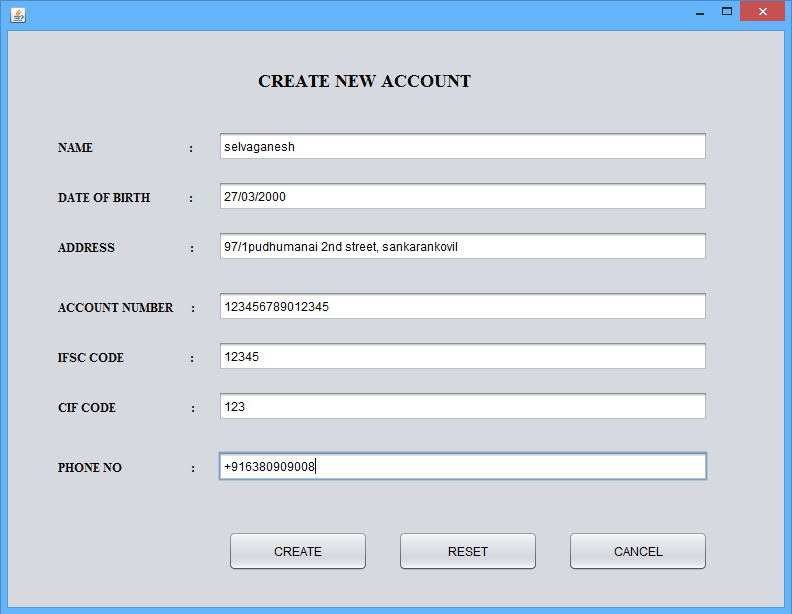 CREATE NEW ACCOUNT
NAME : selvaganesh
DATE OF BIRTH : 27/03/2000
ADDRESS : 97/1pudhumanai 2nd street, sankarankovil
ACCOUNT NUMBER : 123456789012345
IFSC CODE : 12345
CIF CODE : 123
PHONE NO : +916380909008
CREATE RESET CANCEL